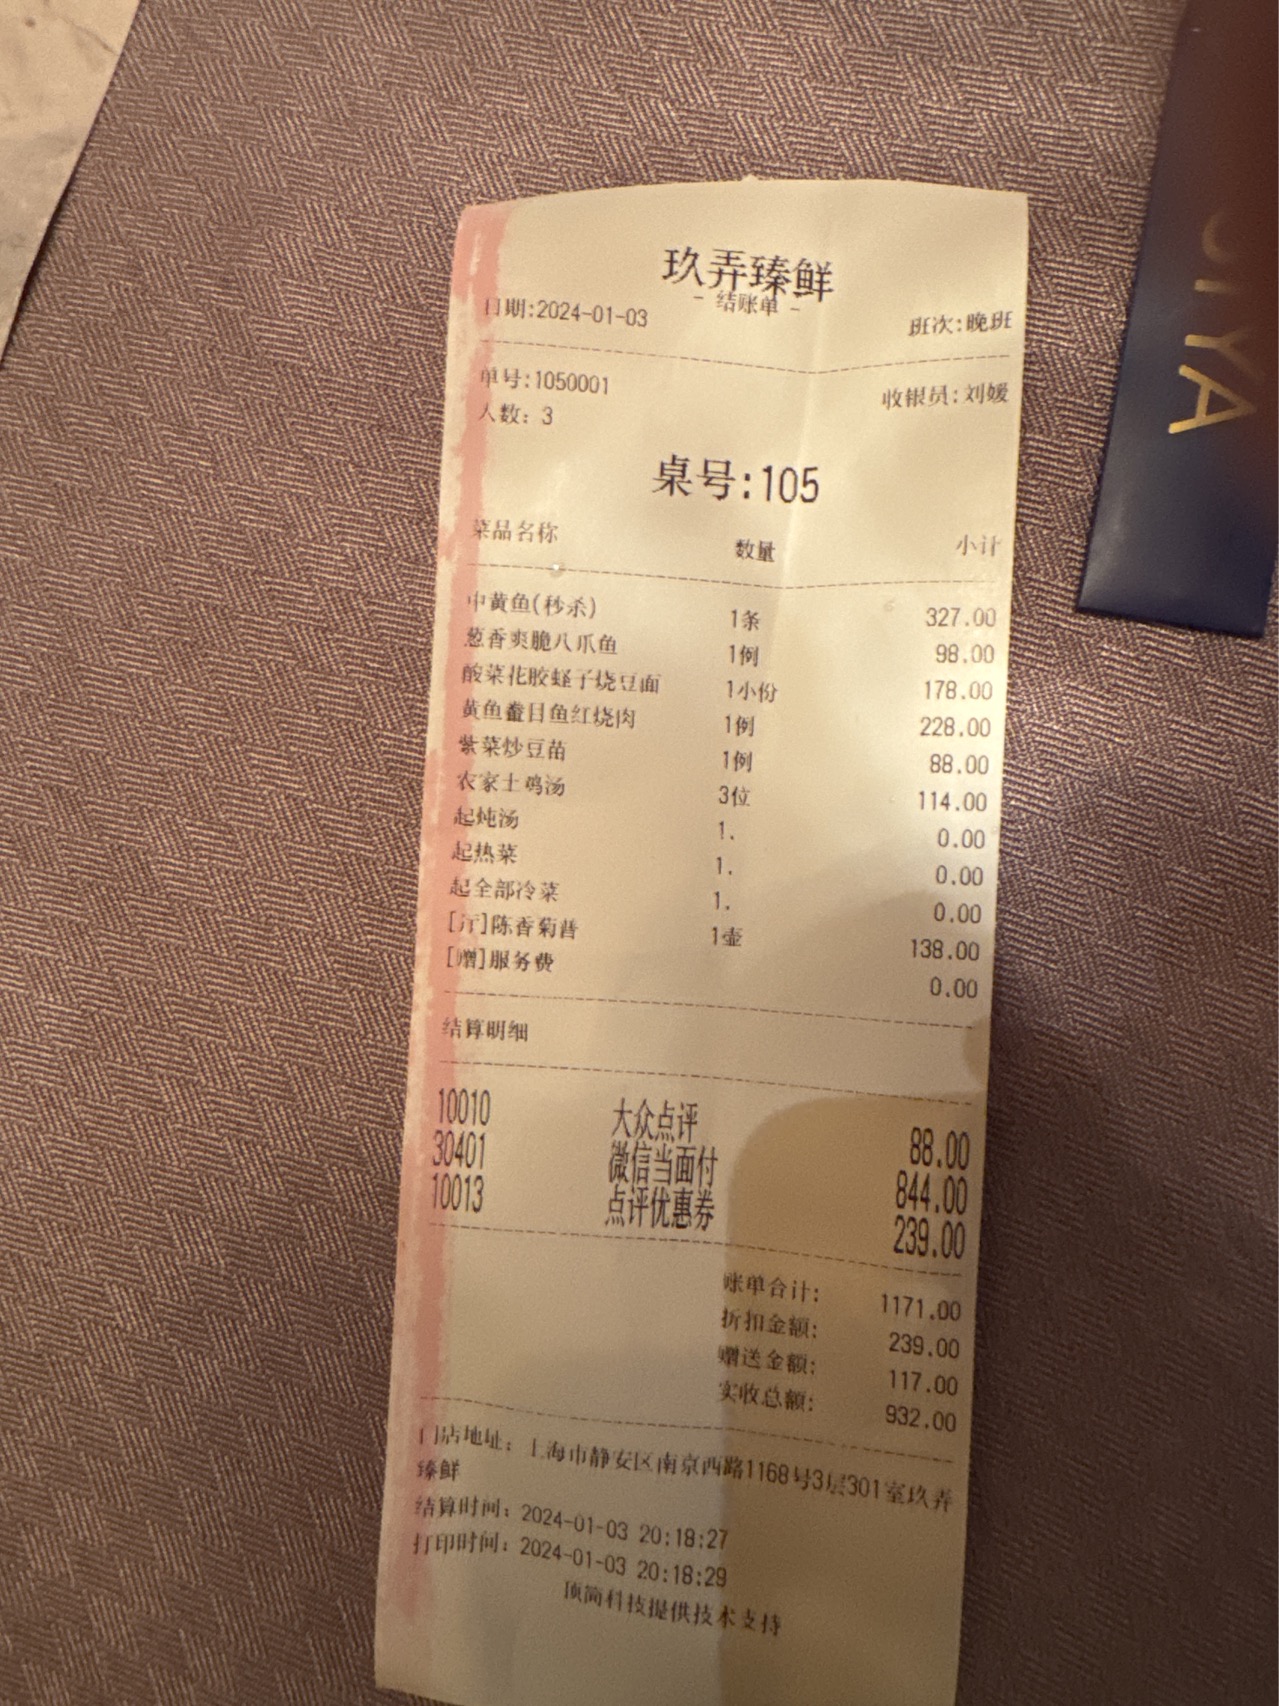 玖弄臻鲜
- 结账单 -
日期:2024-01-03 班次:晚班
单号:1050001 收银员:刘媛
人数: 3
桌号:105
菜品名称 数量 小计
中黄鱼(秒杀) 1条 327.00
葱香爽脆八爪鱼 1例 98.00
酸菜花胶蛏子烧豆面 1小份 178.00
黄鱼鲞目鱼红烧肉 1例 228.00
紫菜炒豆苗 1例 88.00
农家土鸡汤 3位 114.00
起炖汤 1. 0.00
起热菜 1. 0.00
起全部冷菜 1. 0.00
陈香菊普 1壶 138.00
[赠]服务费 0.00
结算明细
10010 大众点评 88.00
30401 微信当面付 844.00
10013 点评优惠券 239.00
账单合计: 1171.00
折扣金额: 239.00
赠送金额: 117.00
实收总额: 932.00
门店地址: 上海市静安区南京西路1168号3层301室玖弄
臻鲜
结算时间: 2024-01-03 20:18:27
打印时间: 2024-01-03 20:18:29
顶简科技提供技术支持